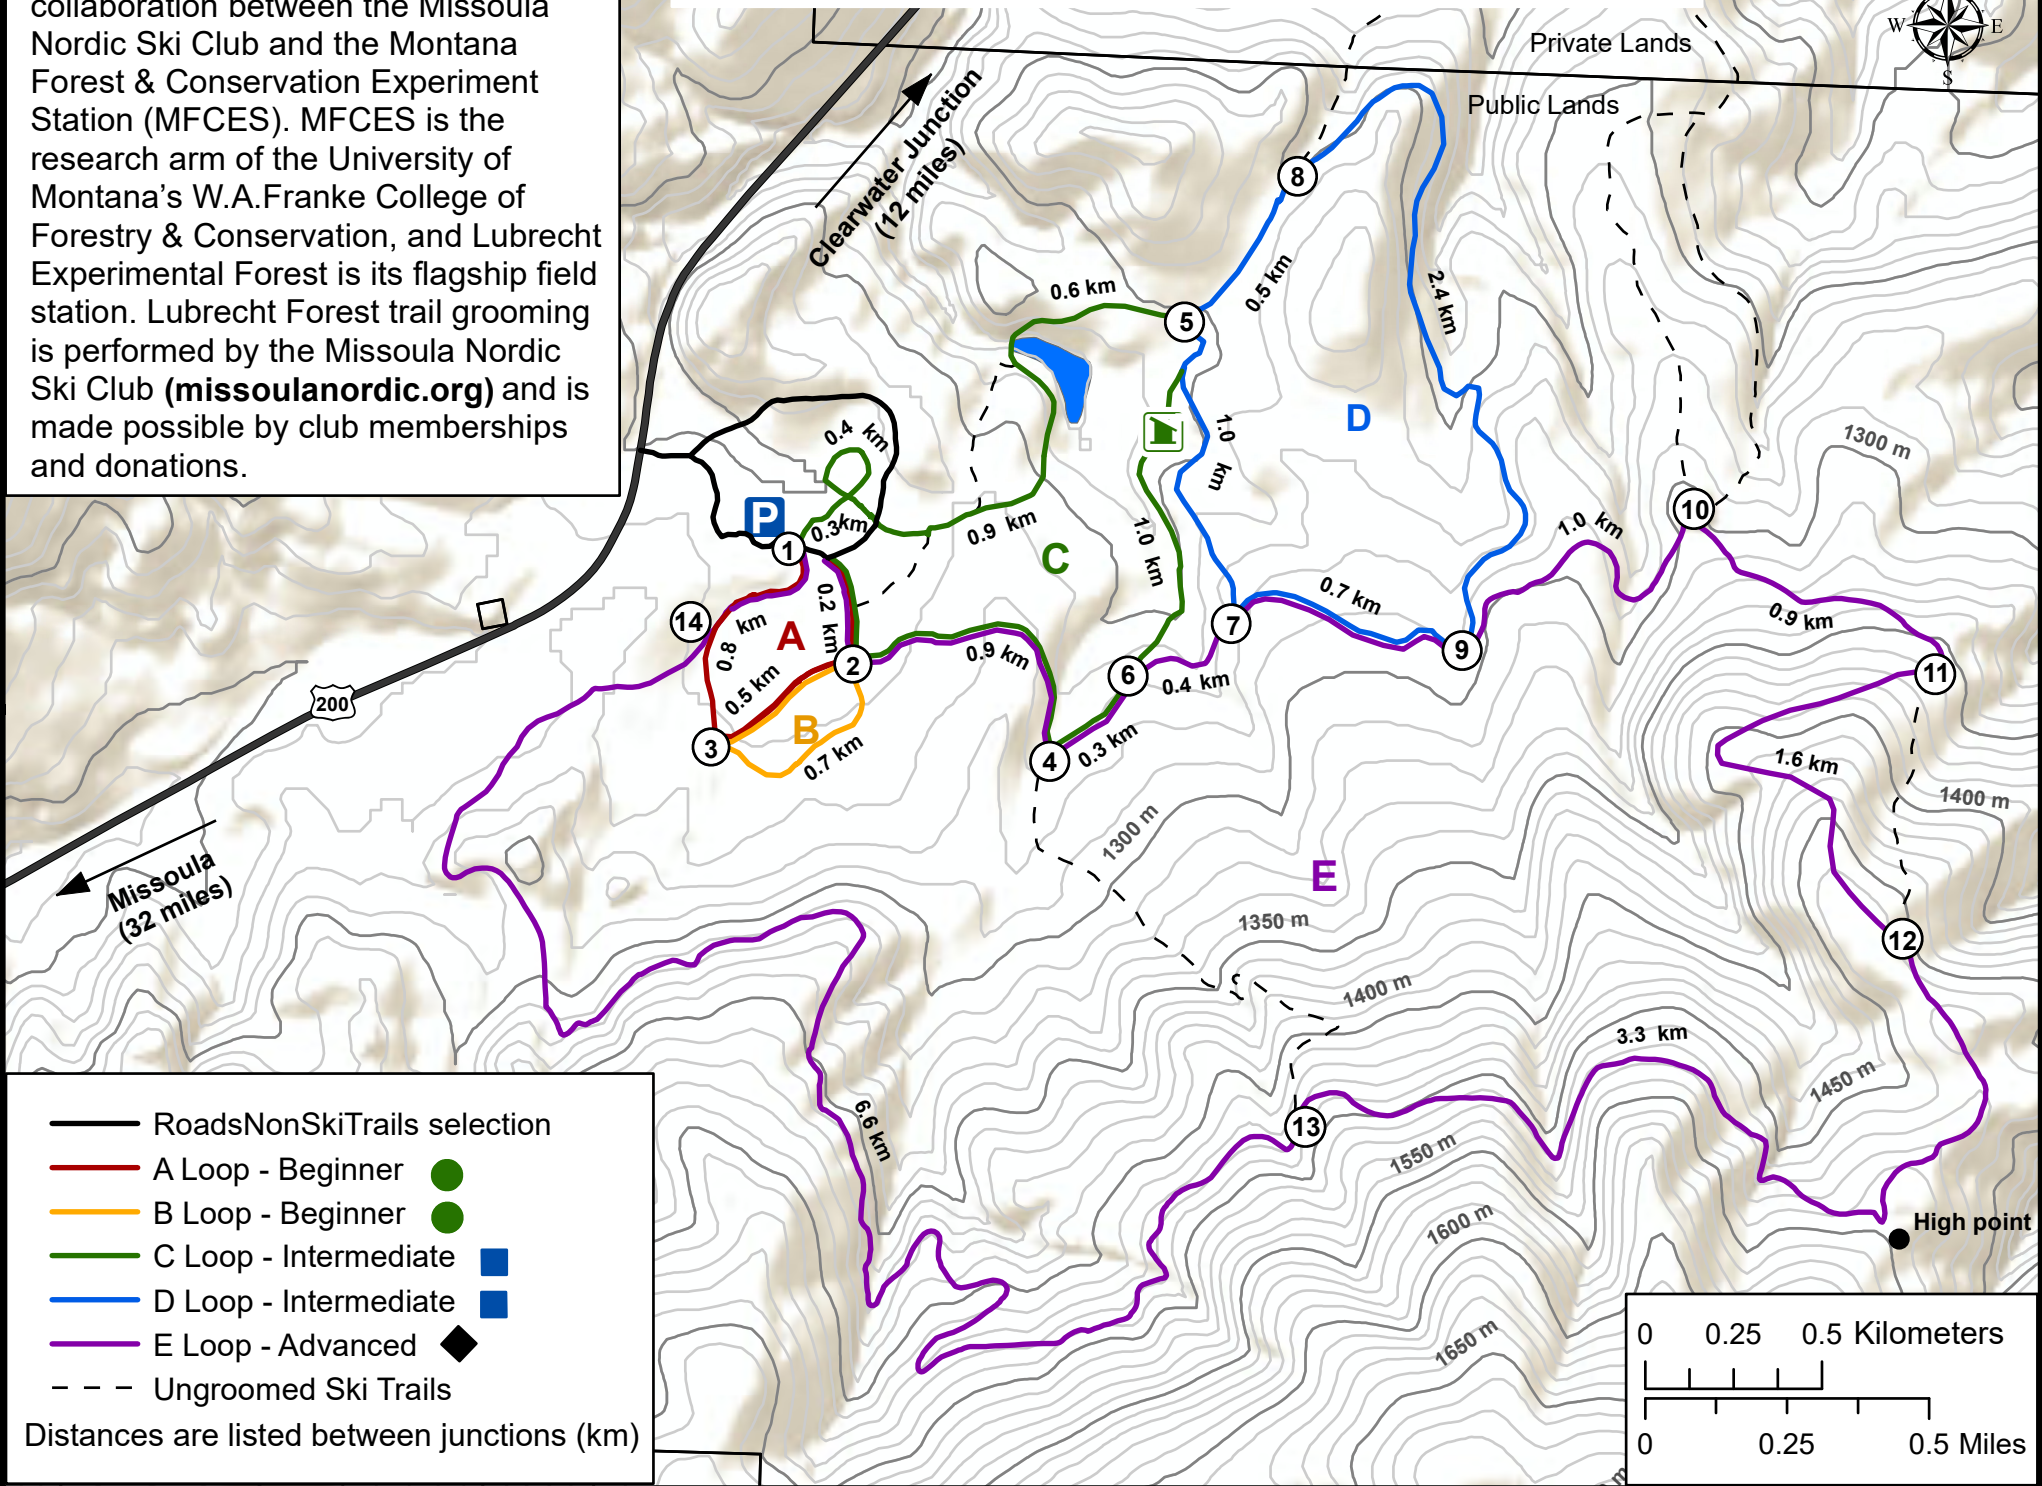 collaboration between the Missoula
Nordic Ski Club and the Montana
Forest & Conservation Experiment
Station (MFCES). MFCES is the
research arm of the University of
Montana's W.A.Franke College of
Forestry & Conservation, and Lubrecht
Experimental Forest is its flagship field
station. Lubrecht Forest trail grooming
is performed by the Missoula Nordic
Ski Club (missoulanordic.org) and is
made possible by club memberships
and donations.
W
E
S
Private Lands
Public Lands
Clearwater Junction
(12 miles)
8
0.6 km
0.5 km
2.4 km
5
D
0.4 km
1.0 km
1300 m
P
0.3km
0.9 km
1.0 km
10
1.0 km
1
C
0.2 km
0.7 km
0.9 km
14
0.8 km
A
7
9
2
0.9 km
6
0.4 km
11
0.5 km
200
B
3
0.7 km
4
0.3 km
1.6 km
1400 m
1300 m
E
Missoula
(32 miles)
1350 m
12
1400 m
3.3 km
1450 m
6.6 km
13
1550 m
1600 m
High point
1650 m
m
RoadsNonSkiTrails selection
A Loop - Beginner
B Loop - Beginner
C Loop - Intermediate
D Loop - Intermediate
E Loop - Advanced
Ungroomed Ski Trails
Distances are listed between junctions (km)
0 0.25 0.5 Kilometers
0 0.25 0.5 Miles